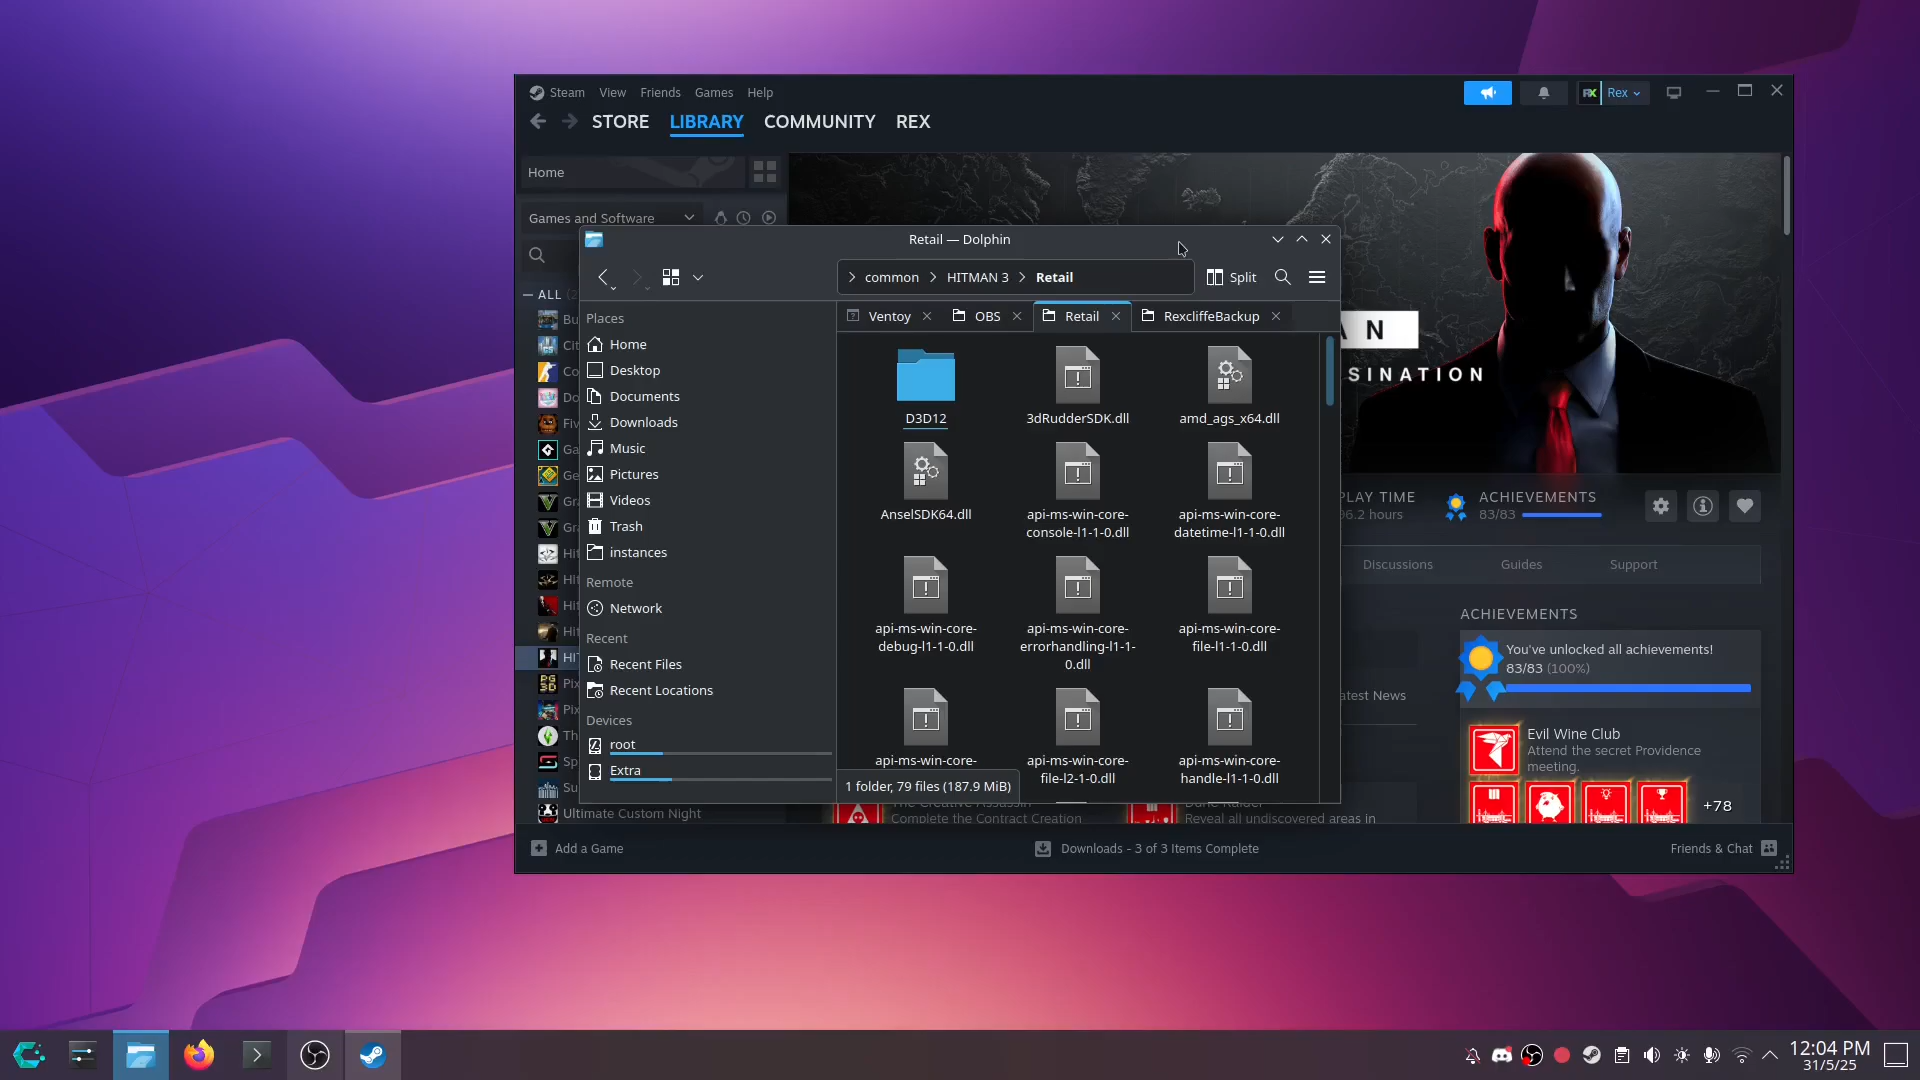 Steam View Friends Games Help
Rex
STORE LIBRARY COMMUNITY REX
Home
Games and Software
ALL
Retail — Dolphin
common HITMAN 3 Retail
Split
Ventoy OBS Retail RexcliffeBackup
Places
Home
Desktop
Documents
Downloads
Music
Pictures
Videos
Trash
instances
Remote
Network
Recent
Recent Files
Recent Locations
Devices
root
Extra
D3D12
3dRudderSDK.dll
amd_ags_x64.dll
AnselSDK64.dll
api-ms-win-core-
console-l1-1-0.dll
api-ms-win-core-
datetime-l1-1-0.dll
api-ms-win-core-
debug-l1-1-0.dll
api-ms-win-core-
errorhandling-l1-1-
0.dll
api-ms-win-core-
file-l1-1-0.dll
api-ms-win-core-
api-ms-win-core-
file-l2-1-0.dll
api-ms-win-core-
handle-l1-1-0.dll
1 folder, 79 files (187.9 MiB)
AN
SINATION
PLAY TIME
96.2 hours
ACHIEVEMENTS
83/83
Discussions Guides Support
ACHIEVEMENTS
You've unlocked all achievements!
83/83 (100%)
atest News
Evil Wine Club
Attend the secret Providence
meeting.
+78
Complete the Contract Creation
Reveal all undiscovered areas in
Ultimate Custom Night
Add a Game
Downloads - 3 of 3 Items Complete
Friends & Chat
12:04 PM
31/5/25